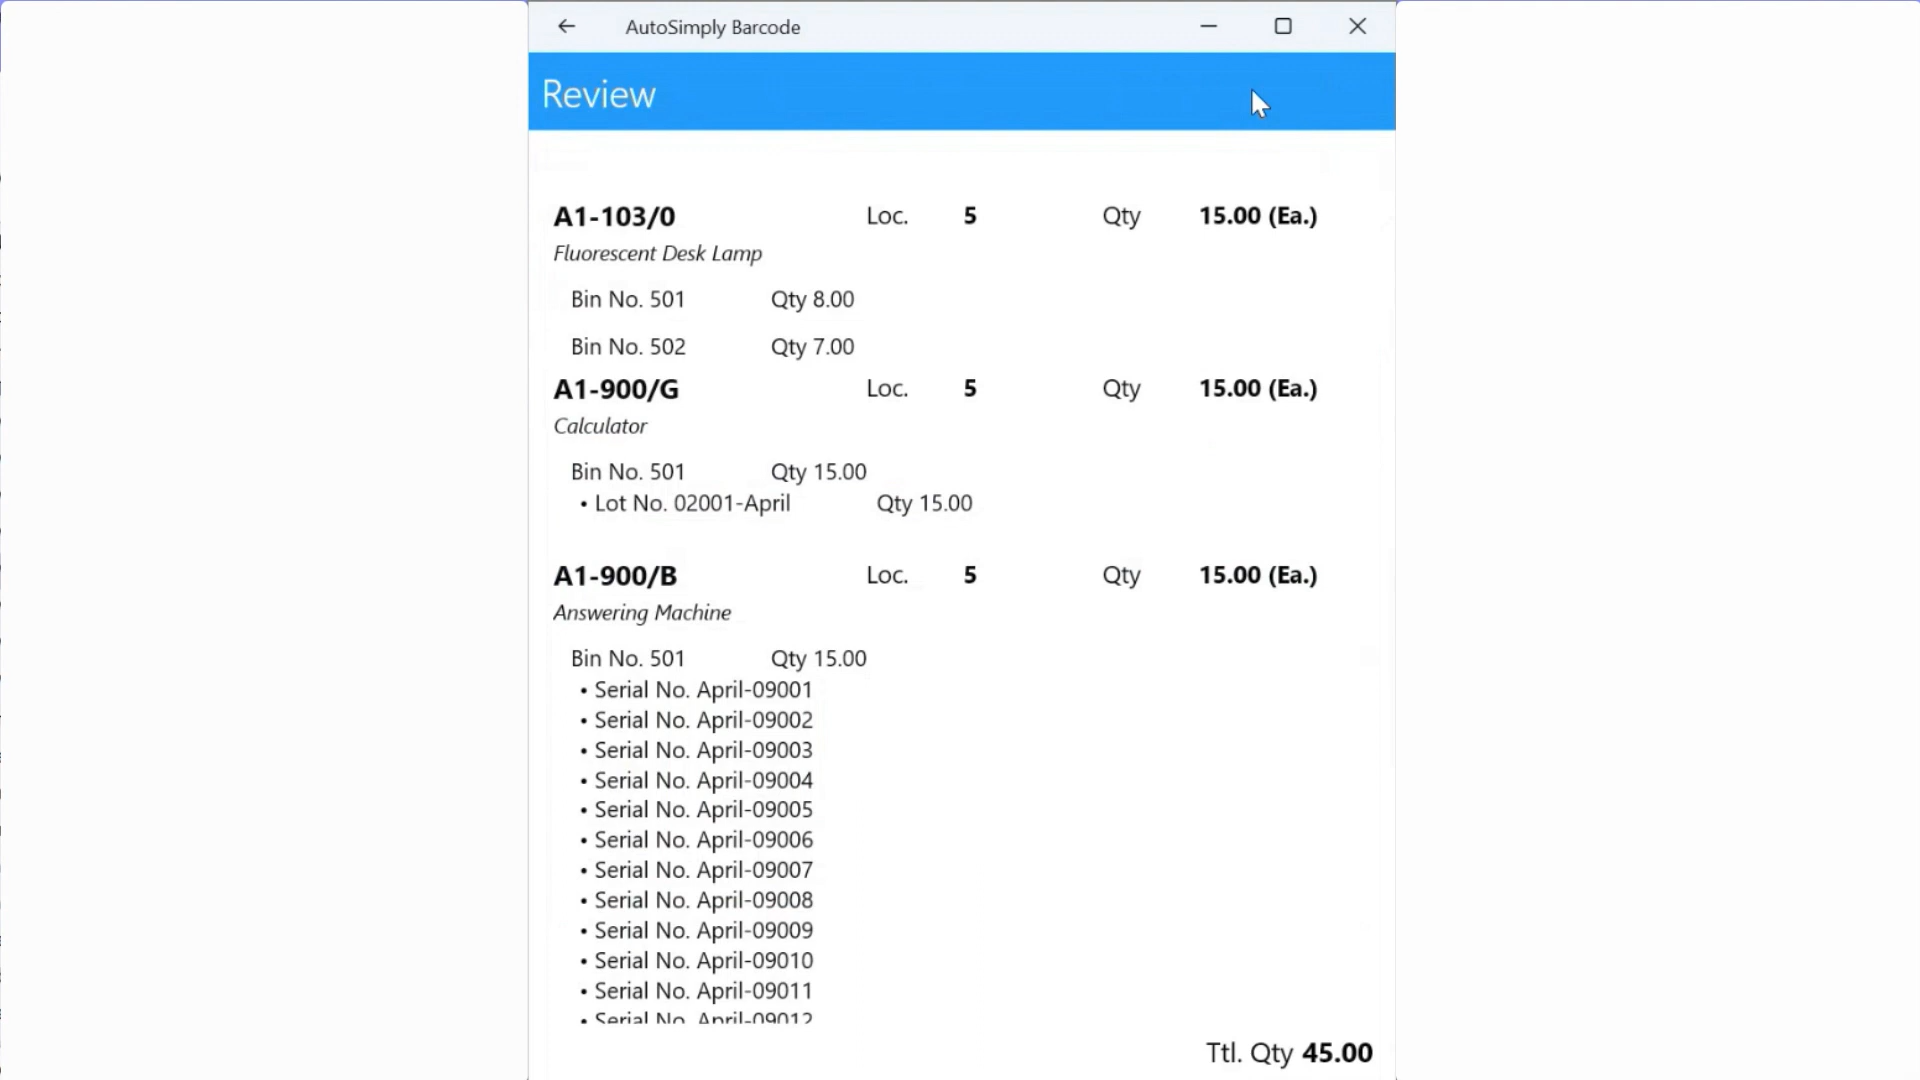 AutoSimply Barcode
Review
A1-103/0 Loc. 5 Qty 15.00 (Ea.)
Fluorescent Desk Lamp
Bin No. 501 Qty 8.00
Bin No. 502 Qty 7.00
A1-900/G Loc. 5 Qty 15.00 (Ea.)
Calculator
Bin No. 501 Qty 15.00
• Lot No. 02001-April Qty 15.00
A1-900/B Loc. 5 Qty 15.00 (Ea.)
Answering Machine
Bin No. 501 Qty 15.00
• Serial No. April-09001
• Serial No. April-09002
• Serial No. April-09003
• Serial No. April-09004
• Serial No. April-09005
• Serial No. April-09006
• Serial No. April-09007
• Serial No. April-09008
• Serial No. April-09009
• Serial No. April-09010
• Serial No. April-09011
• Serial No. April-09012
Ttl. Qty 45.00